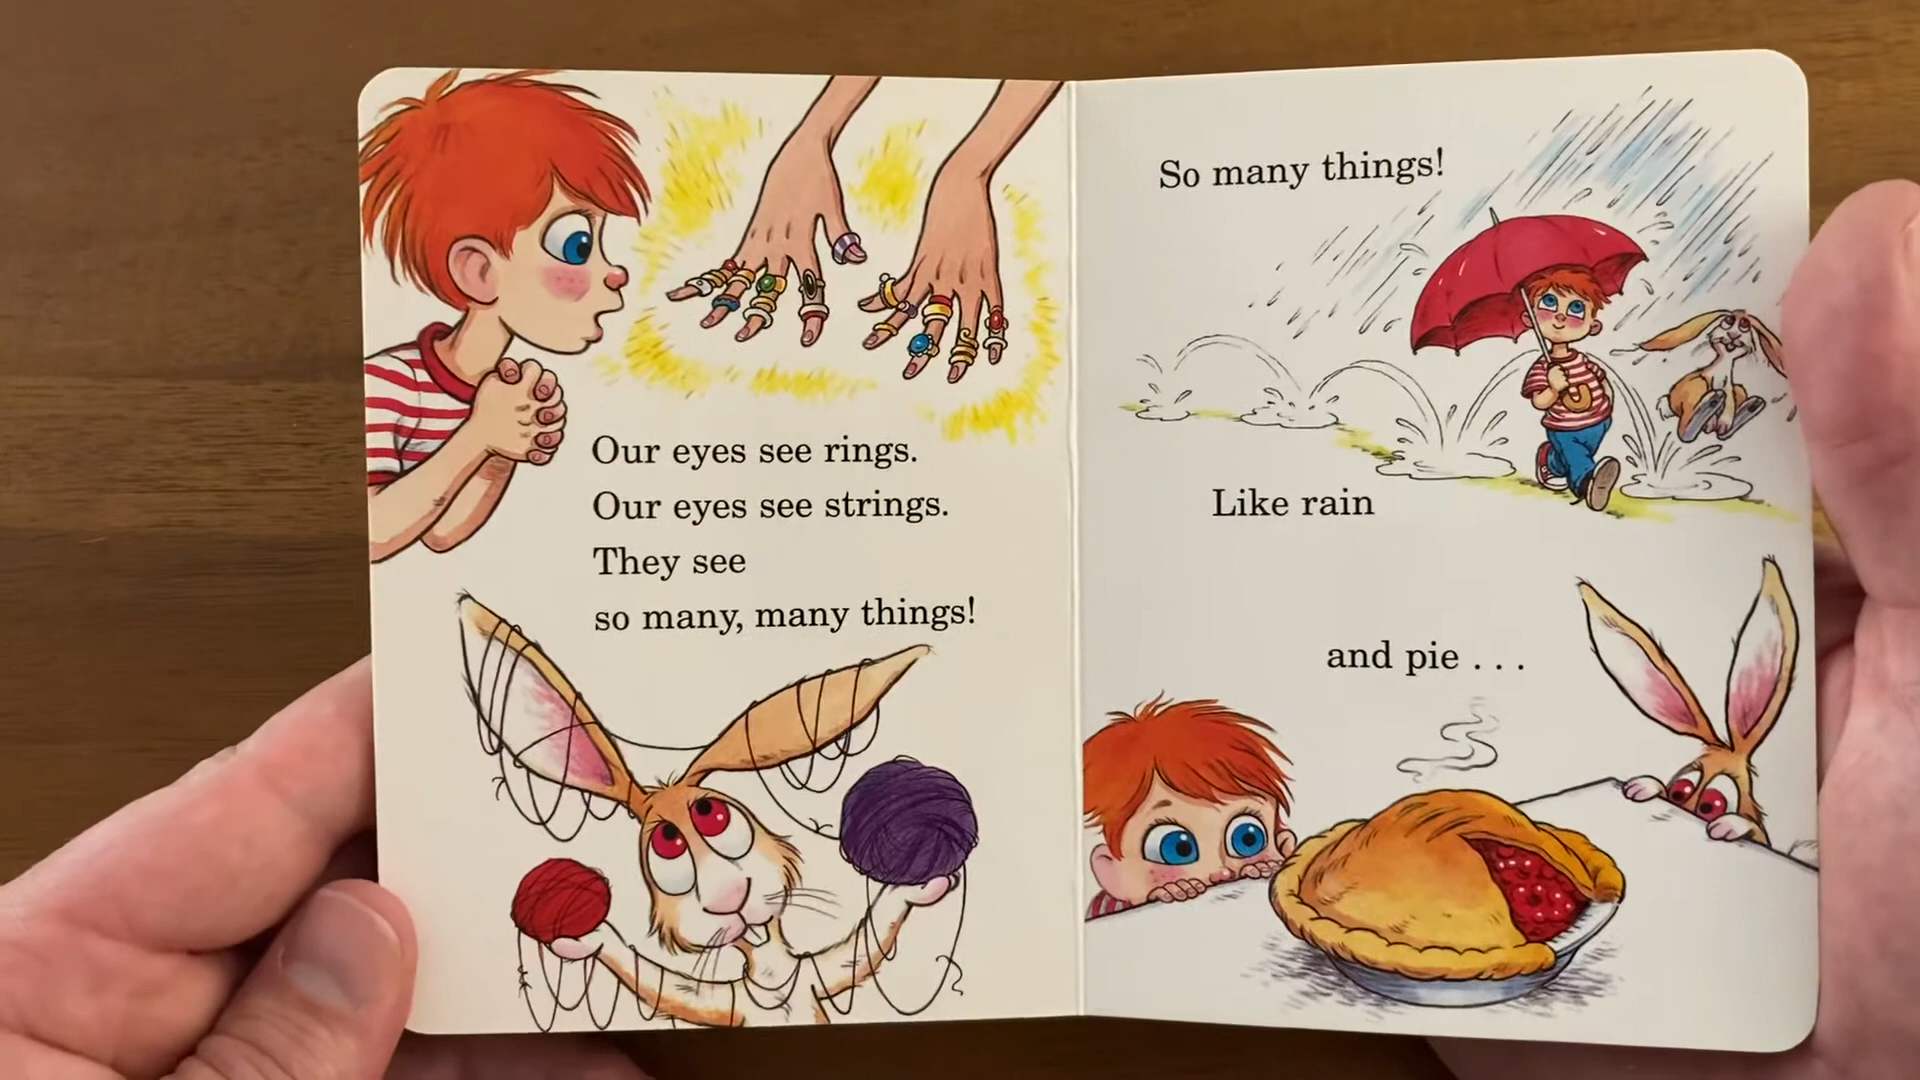 Our eyes see rings.
Our eyes see strings.
They see
so many, many things!
So many things!
Like rain
and pie . . .